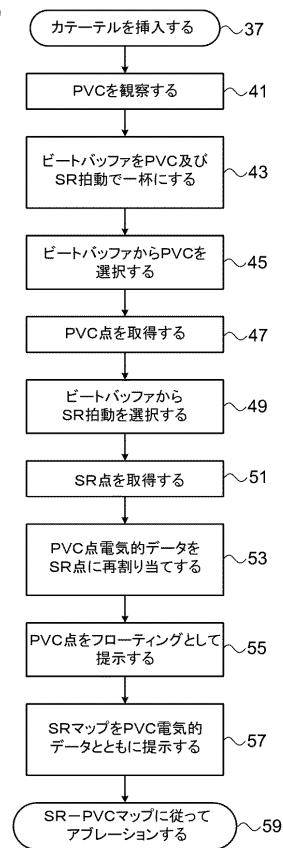 カテーテルを挿入する
37
PVCを観察する
41
ビートバッファをPVC及び
SR拍動で一杯にする
43
ビートバッファからPVCを
選択する
45
PVC点を取得する
47
ビートバッファから
SR拍動を選択する
49
SR点を取得する
51
PVC点電気的データを
SR点に再割り当てする
53
PVC点をフローティングとして
提示する
55
SRマップをPVC電気的
データとともに提示する
57
SR－PVCマップに従って
アブレーションする
59